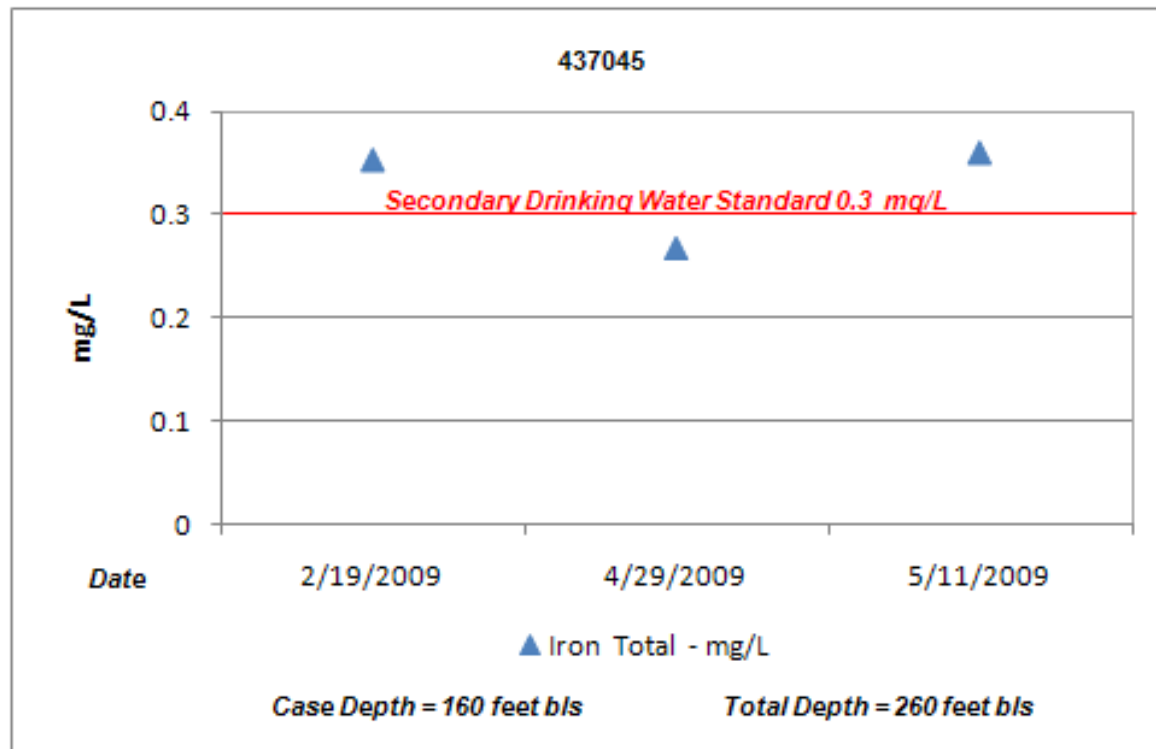 437045
0.4
Secondary Drinking Water Standard 0.3 mg/L
0.3
0.2
mg/L
0.1
0
Date 2/19/2009 4/29/2009 5/11/2009
Iron Total - mg/L
Case Depth = 160 feet bls Total Depth = 260 feet bls